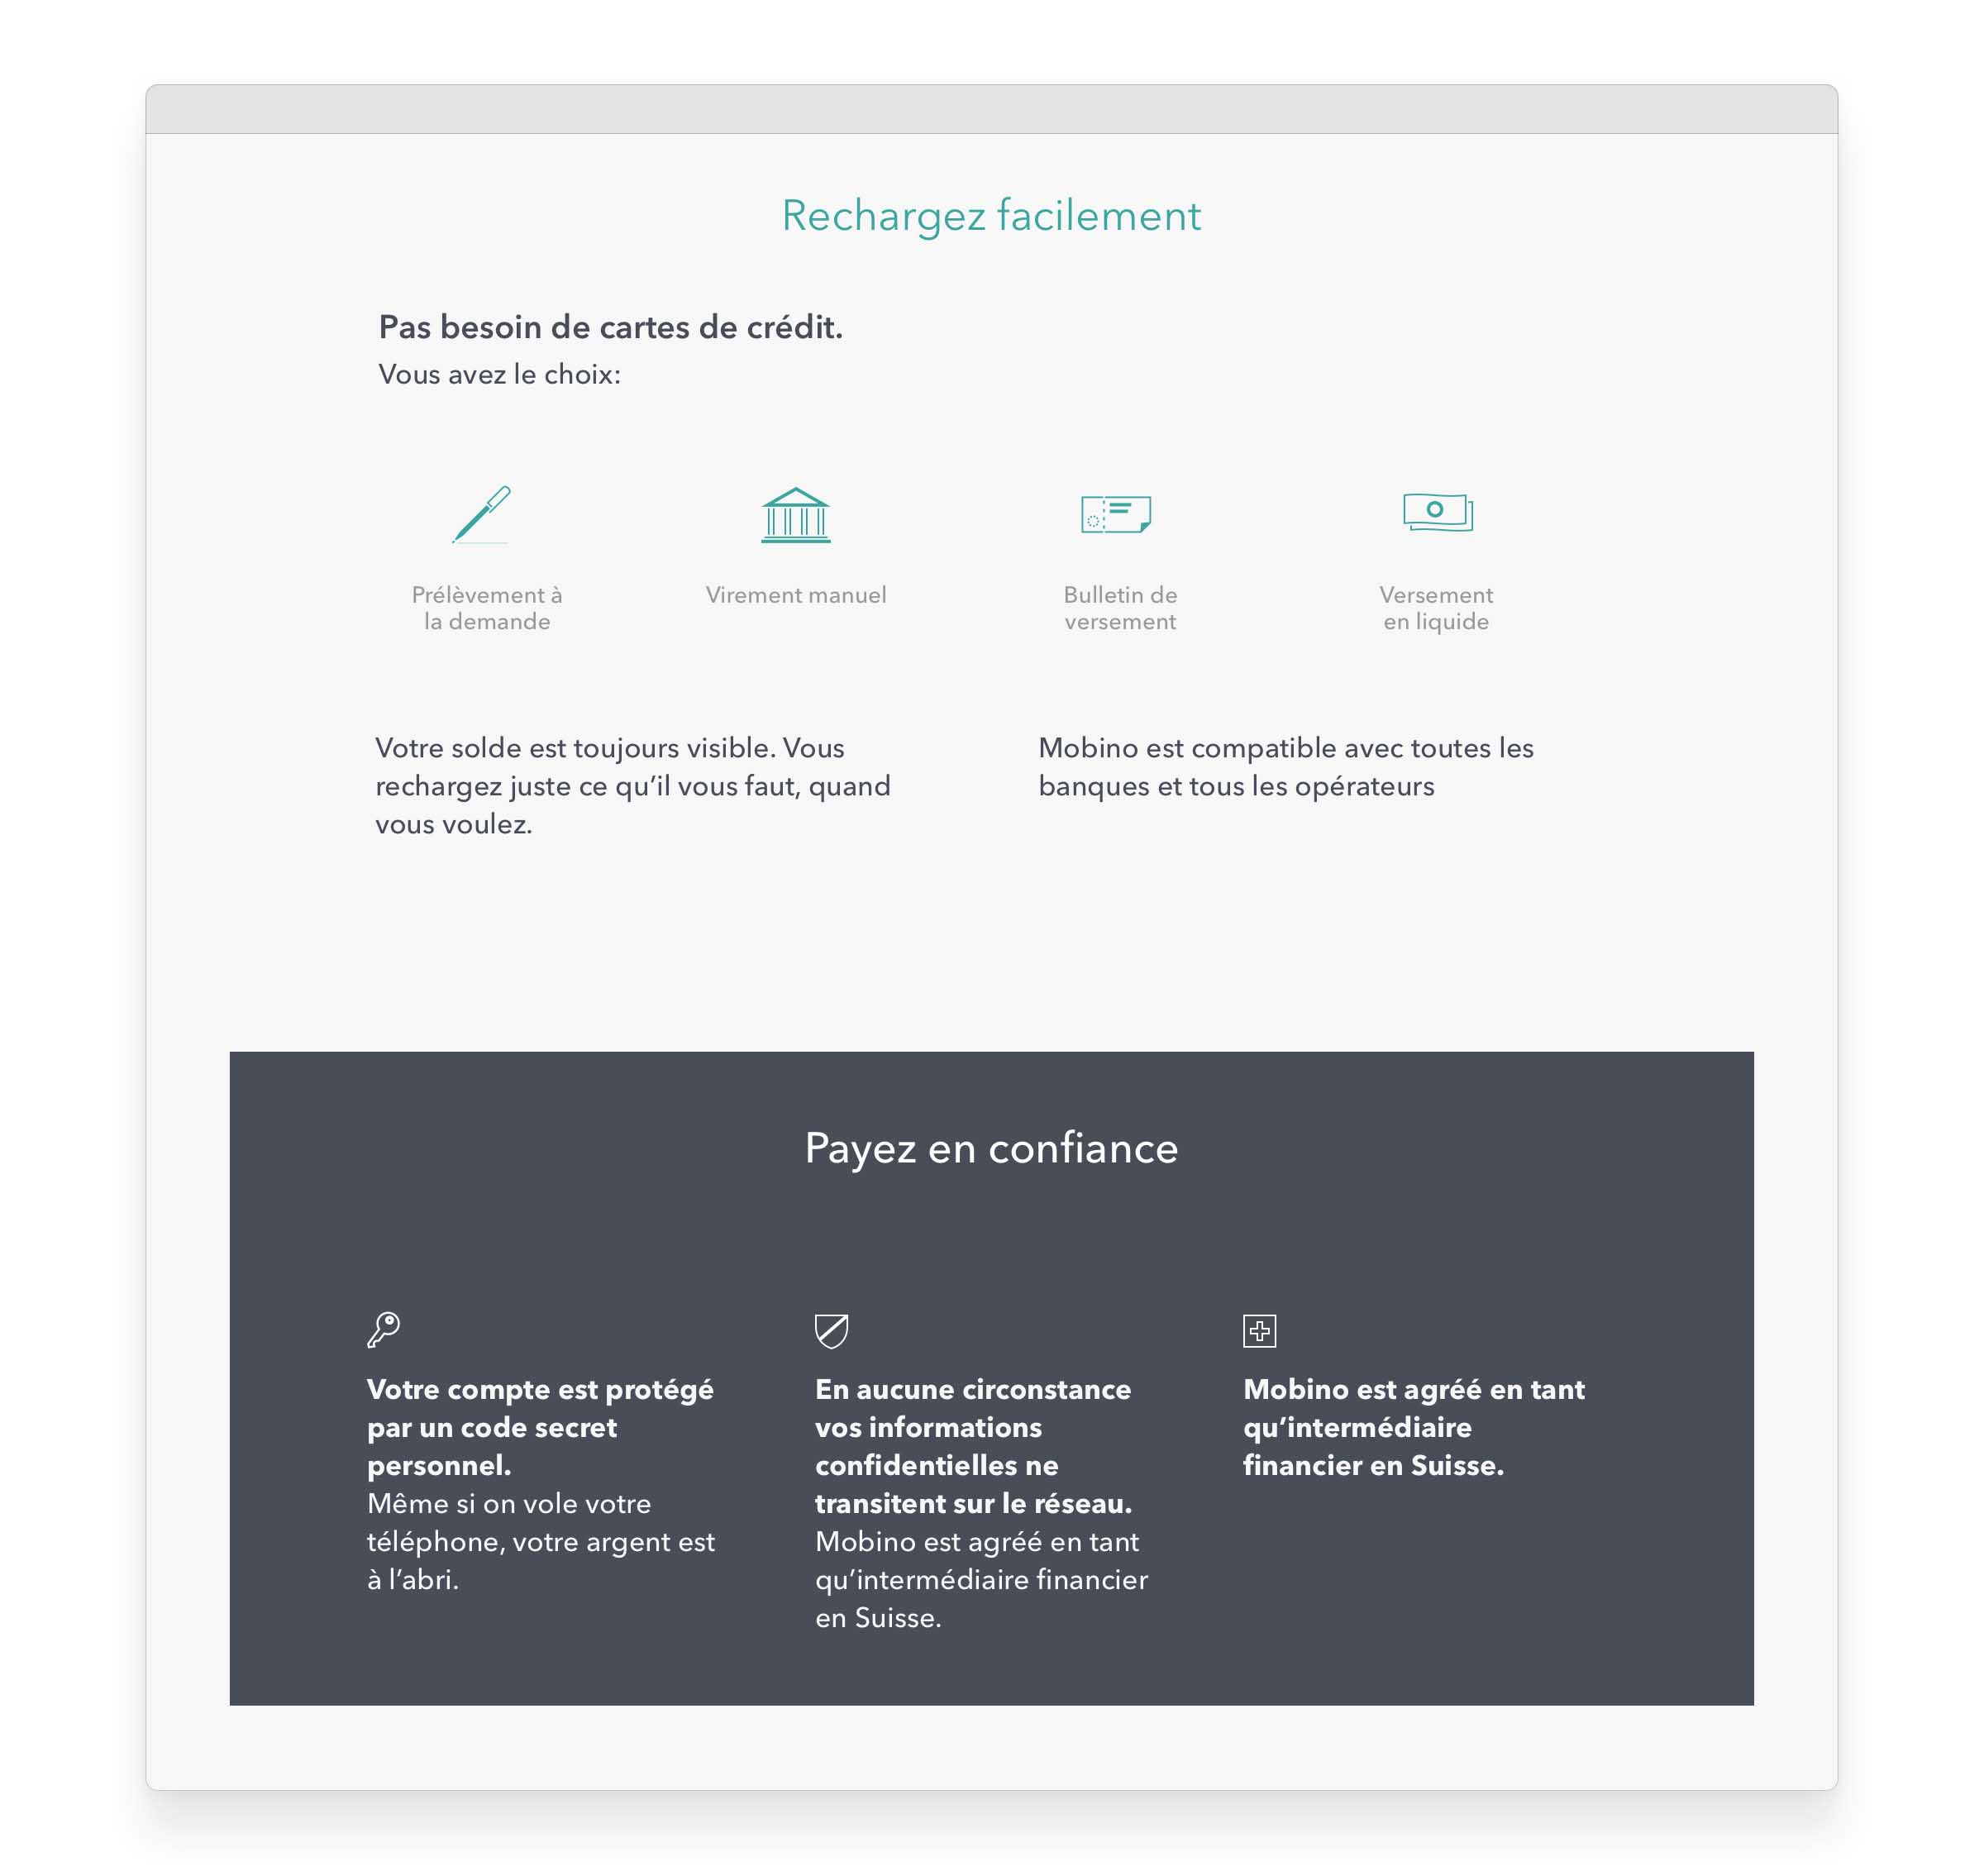 Rechargez facilement
Pas besoin de cartes de crédit.
Vous avez le choix:
Prélèvement à
la demande
Virement manuel
Bulletin de
versement
Versement
en liquide
Votre solde est toujours visible. Vous
rechargez juste ce qu’il vous faut, quand
vous voulez.
Mobino est compatible avec toutes les
banques et tous les opérateurs
Payez en confiance
Votre compte est protégé
par un code secret
personnel.
Même si on vole votre
téléphone, votre argent est
à l’abri.
En aucune circonstance
vos informations
confidentielles ne
transitent sur le réseau.
Mobino est agréé en tant
qu’intermédiaire financier
en Suisse.
Mobino est agréé en tant
qu’intermédiaire
financier en Suisse.